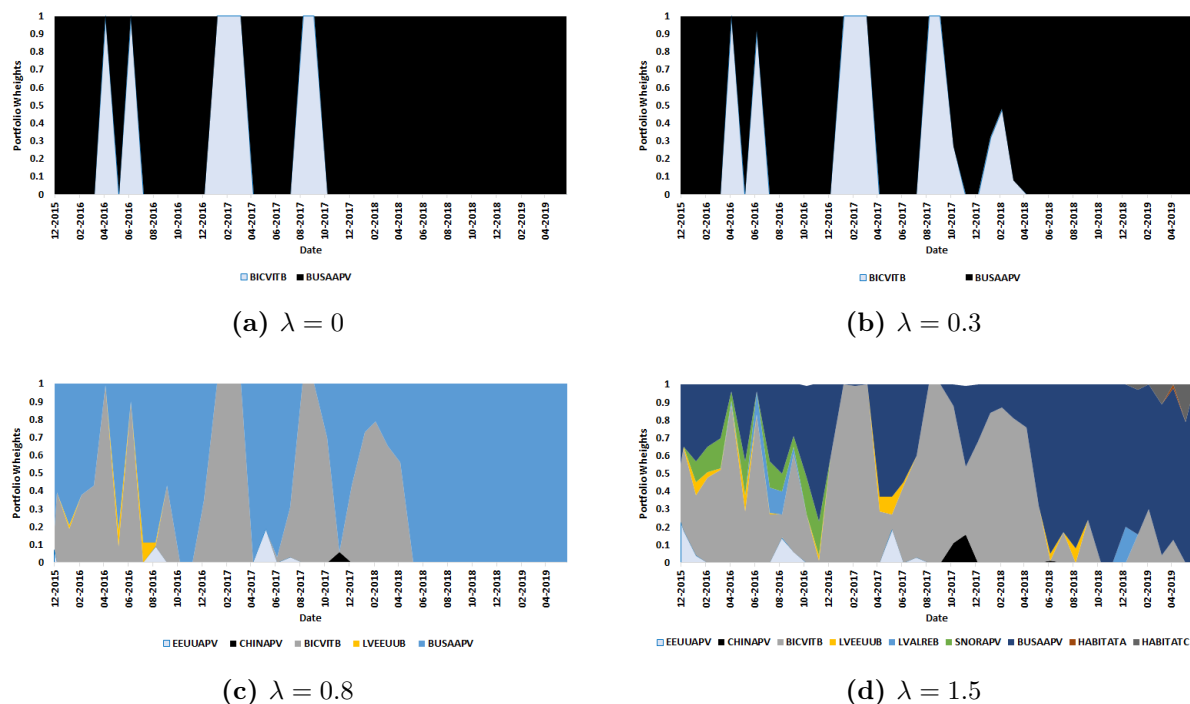 Portfolio Wheights
1
0.9
0.8
0.7
0.6
0.5
0.4
0.3
0.2
0.1
0
12-2015 02-2016 04-2016 06-2016 08-2016 10-2016 12-2016 02-2017 04-2017 06-2017 08-2017 10-2017 12-2017 02-2018 04-2018 06-2018 08-2018 10-2018 12-2018 02-2019 04-2019
Date
BICVITB BUSAAPV
(a) λ = 0
Portfolio Wheights
1
0.9
0.8
0.7
0.6
0.5
0.4
0.3
0.2
0.1
0
12-2015 02-2016 04-2016 06-2016 08-2016 10-2016 12-2016 02-2017 04-2017 06-2017 08-2017 10-2017 12-2017 02-2018 04-2018 06-2018 08-2018 10-2018 12-2018 02-2019 04-2019
Date
BICVITB BUSAAPV
(b) λ = 0.3
Portfolio Wheights
1
0.9
0.8
0.7
0.6
0.5
0.4
0.3
0.2
0.1
0
12-2015 02-2016 04-2016 06-2016 08-2016 10-2016 12-2016 02-2017 04-2017 06-2017 08-2017 10-2017 12-2017 02-2018 04-2018 06-2018 08-2018 10-2018 12-2018 02-2019 04-2019
Date
EEUUAPV CHINAPV BICVITB LVEEUUB BUSAAPV
(c) λ = 0.8
Portfolio Wheights
1
0.9
0.8
0.7
0.6
0.5
0.4
0.3
0.2
0.1
0
12-2015 02-2016 04-2016 06-2016 08-2016 10-2016 12-2016 02-2017 04-2017 06-2017 08-2017 10-2017 12-2017 02-2018 04-2018 06-2018 08-2018 10-2018 12-2018 02-2019 04-2019
Date
EEUUAPV CHINAPV BICVITB LVEEUUB LVALREB SNORAPV BUSAAPV HABITATA HABITATC
(d) λ = 1.5